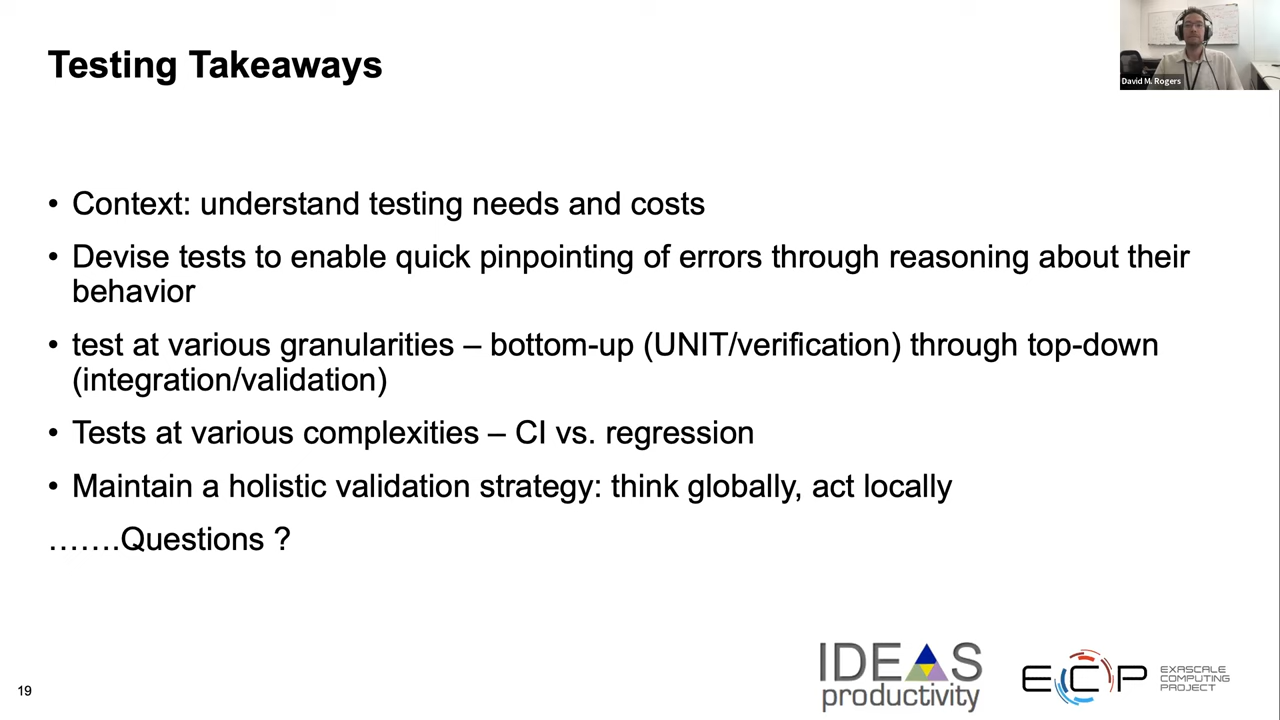 Testing Takeaways
David M. Rogers
• Context: understand testing needs and costs
• Devise tests to enable quick pinpointing of errors through reasoning about their
behavior
• test at various granularities – bottom-up (UNIT/verification) through top-down
(integration/validation)
• Tests at various complexities – CI vs. regression
• Maintain a holistic validation strategy: think globally, act locally
…….Questions ?
19
IDEAS
productivity
ECP
EXASCALE
COMPUTING
PROJECT